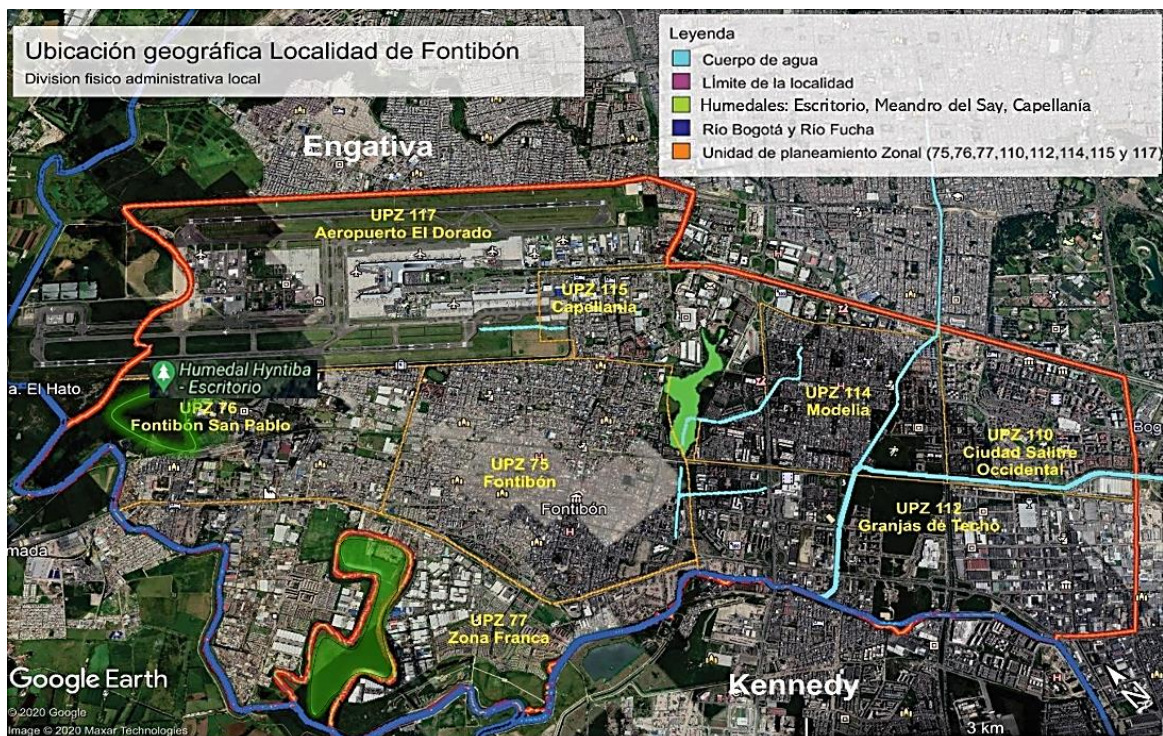 Ubicación geográfica Localidad de Fontibón
Division fisico administrativa local
Leyenda
Cuerpo de agua
LÍmite de la localidad
Humedales: Escritorio, Meandro del Say, Capellanía
Río Bogotá y Río Fucha
Unidad de planeamiento Zonal (75,76,77,110,112,114,115 y 117)
Engativa
UPZ 117
Aeropuerto El Dorado
UPZ 115
Capellania
Humedal Hyntiba
- Escritorio
a. El Hato
UPZ 76
Fontibón San Pablo
UPZ 114
Modelia
UPZ 110
Ciudad Salitre
Occidental
UPZ 75
Fontibón
Fontibón
UPZ 112
Granjas de Techo
Bog
mada
UPZ 77
Zona Franca
Kennedy
Google Earth
© 2020 Google
Image © 2020 Maxar Technologies
3 km
N